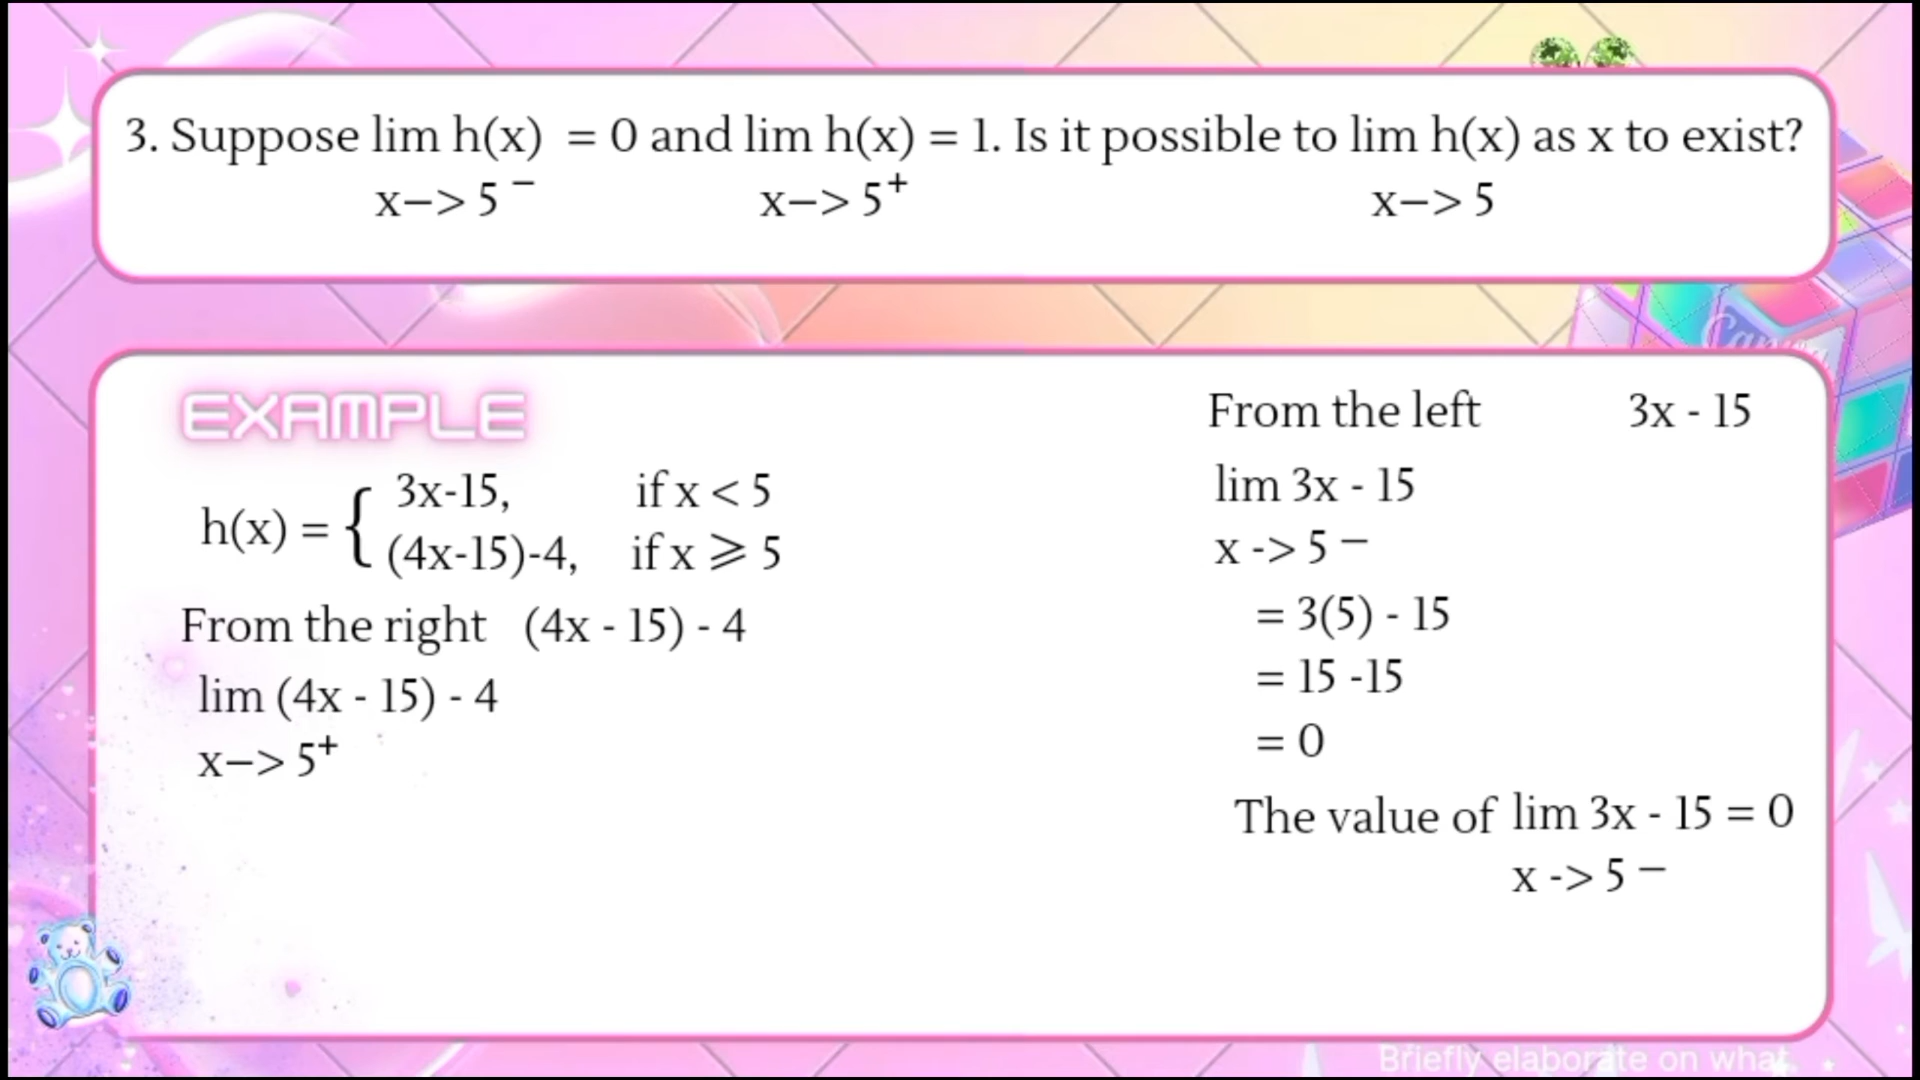 3. Suppose lim h(x) = 0 and lim h(x) = 1. Is it possible to lim h(x) as x to exist?
x–> 5 – x–> 5+ x–> 5
EXAMPLE
h(x) = { 3x-15, if x < 5
(4x-15)-4, if x ⩾ 5
From the right (4x - 15) - 4
lim (4x - 15) - 4
x–> 5+
From the left 3x - 15
lim 3x - 15
x -> 5 –
= 3(5) - 15
= 15 -15
= 0
The value of lim 3x - 15 = 0
x -> 5 –
Canva
Briefly elaborate on what